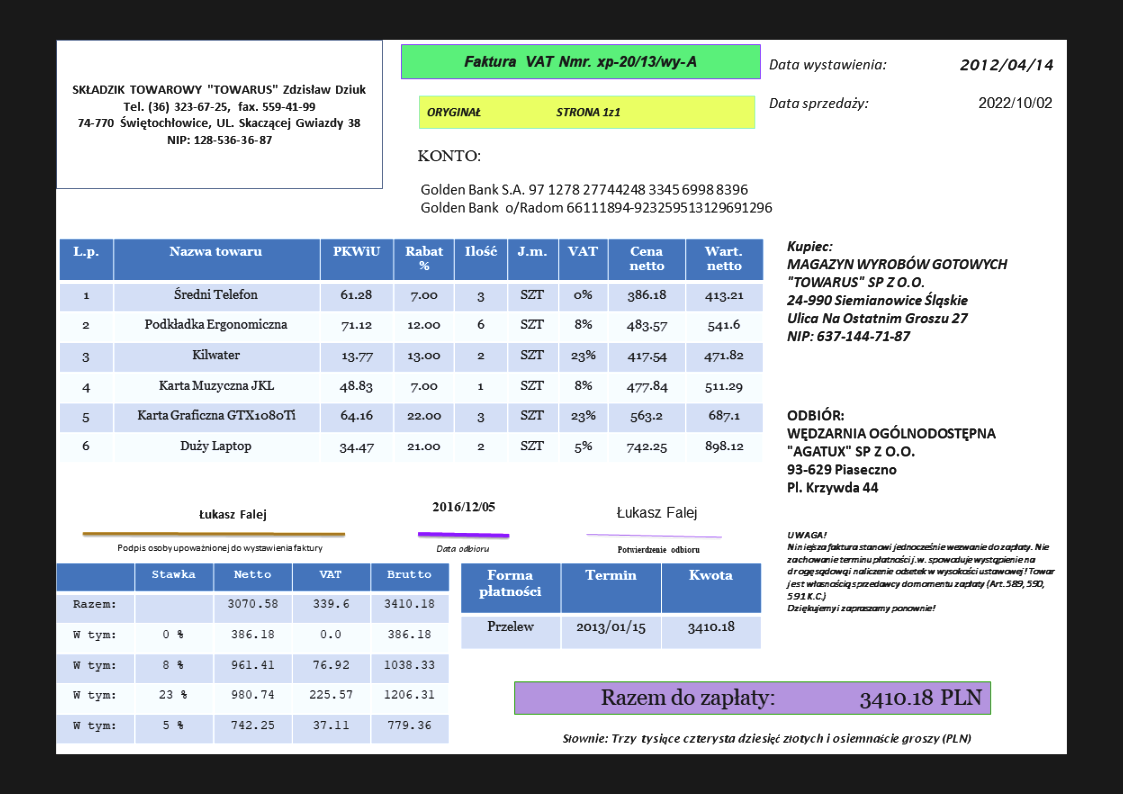 SKŁADZIK TOWAROWY "TOWARUS" Zdzisław Dziuk
Tel. (36) 323-67-25, fax. 559-41-99
74-770 Świętochłowice, UL. Skaczącej Gwiazdy 38
NIP: 128-536-36-87
Faktura VAT Nmr. xp-20/13/wy-A
ORYGINAŁ STRONA 1z1
Data wystawienia: 2012/04/14
Data sprzedaży: 2022/10/02
KONTO:
Golden Bank S.A. 97 1278 27744248 3345 6998 8396
Golden Bank o/Radom 66111894-923259513129691296
L.p. Nazwa towaru PKWiU Rabat % Ilość J.m. VAT Cena netto Wart. netto
1 Średni Telefon 61.28 7.00 3 SZT 0% 386.18 413.21
2 Podkładka Ergonomiczna 71.12 12.00 6 SZT 8% 483.57 541.6
3 Kilwater 13.77 13.00 2 SZT 23% 417.54 471.82
4 Karta Muzyczna JKL 48.83 7.00 1 SZT 8% 477.84 511.29
5 Karta Graficzna GTX1080Ti 64.16 22.00 3 SZT 23% 563.2 687.1
6 Duży Laptop 34.47 21.00 2 SZT 5% 742.25 898.12
Kupiec:
MAGAZYN WYROBÓW GOTOWYCH
"TOWARUS" SP Z O.O.
24-990 Siemianowice Śląskie
Ulica Na Ostatnim Groszu 27
NIP: 637-144-71-87
ODBIÓR:
WĘDZARNIA OGÓLNODOSTĘPNA
"AGATUX" SP Z O.O.
93-629 Piaseczno
Pl. Krzywda 44
Łukasz Falej
Podpis osoby upoważnionej do wystawienia faktury
2016/12/05
Data odbioru
Łukasz Falej
Potwierdzenie odbioru
UWAGA!
Niniejsza faktura stanowi jednocześnie wezwanie do zapłaty. Nie
zachowanie terminu płatności j.w. spowoduje wystąpienie na
drogę sądową i naliczenie odsetek w wysokości ustawowej! Towar
jest własnością sprzedawcy do momentu zapłaty (Art. 589, 590,
591 K.C.)
Dziękujemy i zapraszamy ponownie!
Stawka Netto VAT Brutto
Razem: 3070.58 339.6 3410.18
W tym: 0 % 386.18 0.0 386.18
W tym: 8 % 961.41 76.92 1038.33
W tym: 23 % 980.74 225.57 1206.31
W tym: 5 % 742.25 37.11 779.36
Forma płatności Termin Kwota
Przelew 2013/01/15 3410.18
Razem do zapłaty: 3410.18 PLN
Słownie: Trzy tysiące czterysta dziesięć złotych i osiemnaście groszy (PLN)